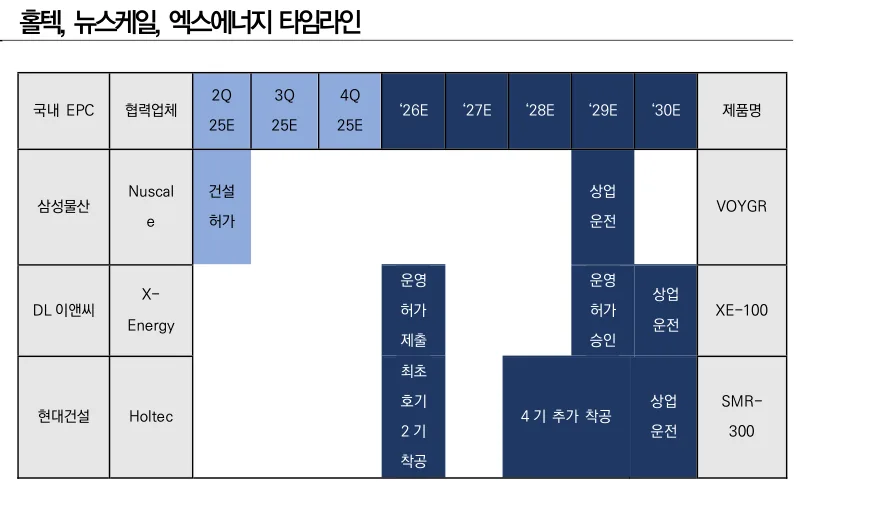 홀텍, 뉴스케일, 엑스에너지 타임라인
국내 EPC 협력업체 2Q 25E 3Q 25E 4Q 25E ‘26E ‘27E ‘28E ‘29E ‘30E 제품명
삼성물산 Nuscal e 건설 허가 상업 운전 VOYGR
DL이앤씨 X- Energy 운영 허가 제출 운영 허가 승인 상업 운전 XE-100
현대건설 Holtec 최초 호기 2기 착공 4기 추가 착공 상업 운전 SMR- 300